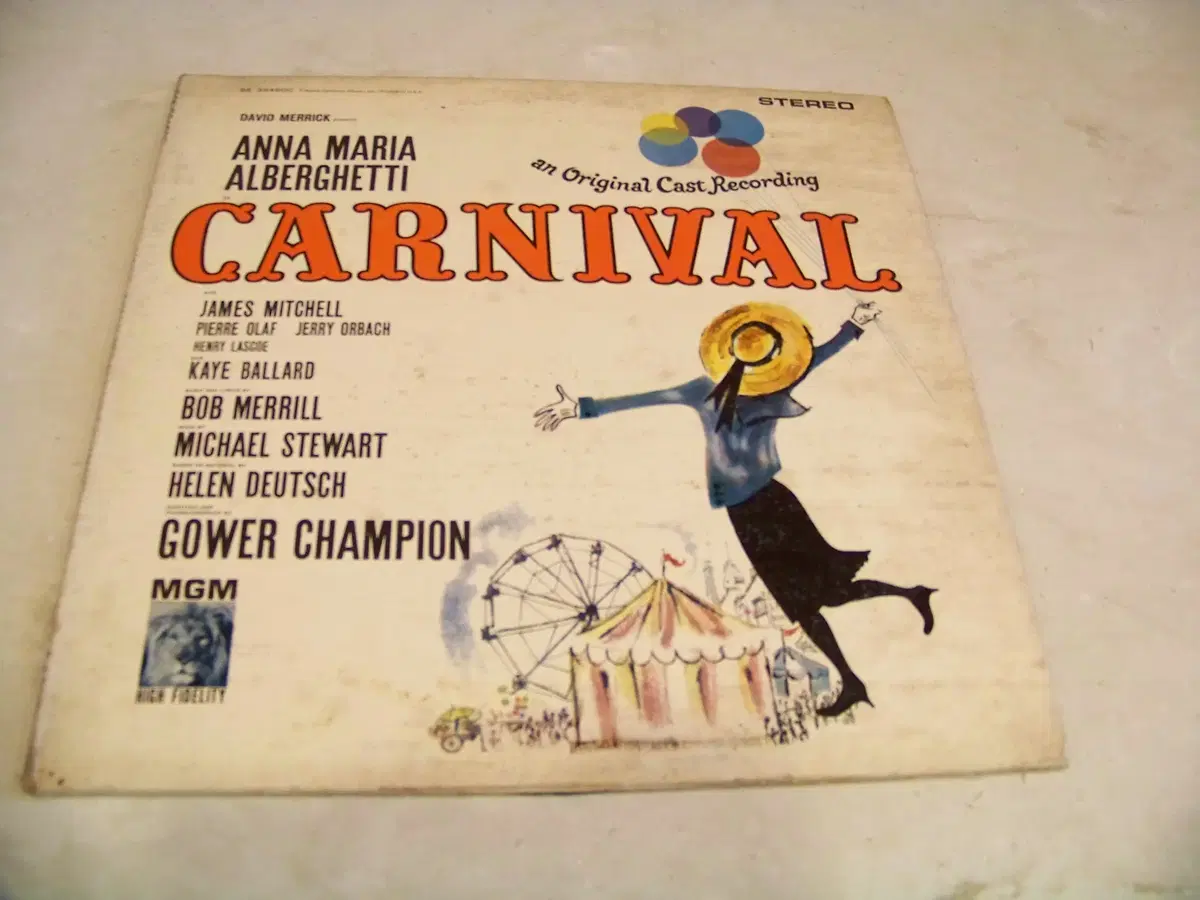 STEREO
DAVID MERRICK
ANNA MARIA
ALBERGHETTI
an Original Cast Recording
CARNIVAL
JAMES MITCHELL
PIERRE OLAF JERRY ORBACH
HENRY LASCOE
KAYE BALLARD
BOB MERRILL
MICHAEL STEWART
HELEN DEUTSCH
GOWER CHAMPION
MGM
HIGH FIDELITY